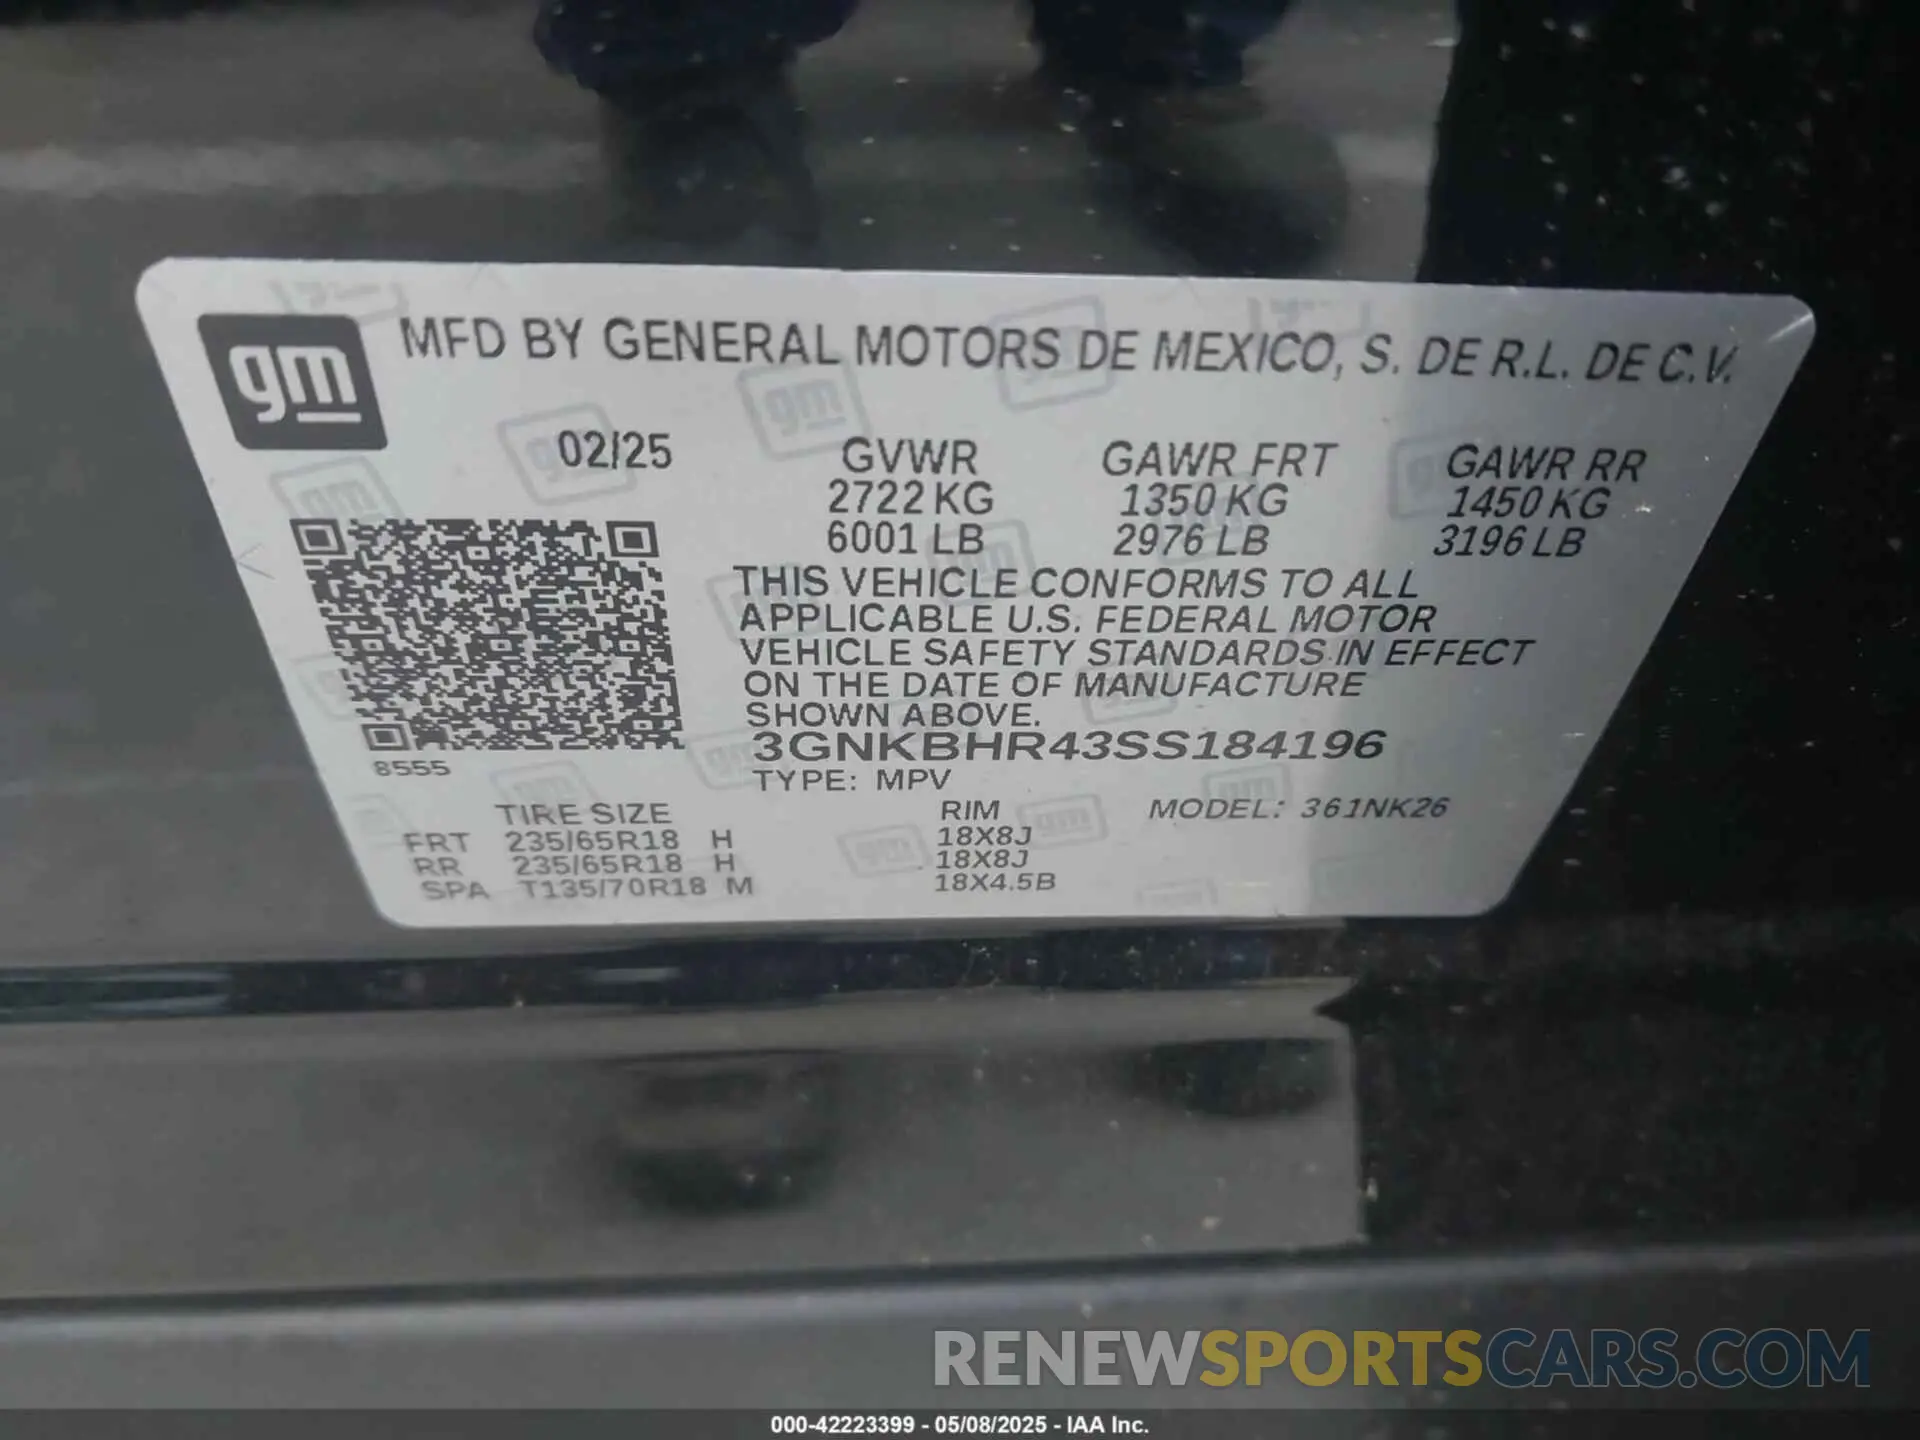 gm MFD BY GENERAL MOTORS DE MEXICO, S. DE R.L. DE C.V.
02/25 GVWR GAWR FRT GAWR RR
2722 KG 1350 KG 1450 KG
6001 LB 2976 LB 3196 LB
THIS VEHICLE CONFORMS TO ALL
APPLICABLE U.S. FEDERAL MOTOR
VEHICLE SAFETY STANDARDS IN EFFECT
ON THE DATE OF MANUFACTURE
SHOWN ABOVE.
3GNKBHR43SS184196
8555 TYPE: MPV
TIRE SIZE RIM MODEL: 361NK26
FRT 235/65R18 H 18X8J
RR 235/65R18 H 18X8J
SPA T135/70R18 M 18X4.5B
RENEWSPORTSCARS.COM
000-42223399 - 05/08/2025 - IAA Inc.